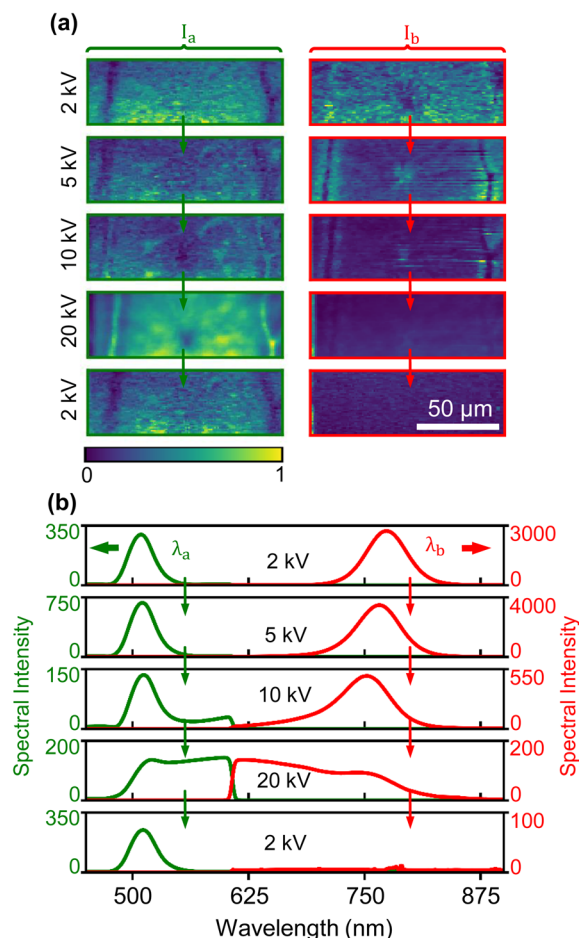 (a)
Ia
Ib
2 kV
5 kV
10 kV
20 kV
2 kV
50 μm
0
1
(b)
350
0
λa
2 kV
λb
3000
0
750
0
5 kV
4000
0
150
0
10 kV
550
0
200
0
20 kV
200
0
350
0
2 kV
100
0
Spectral Intensity
Spectral Intensity
500
625
750
875
Wavelength (nm)